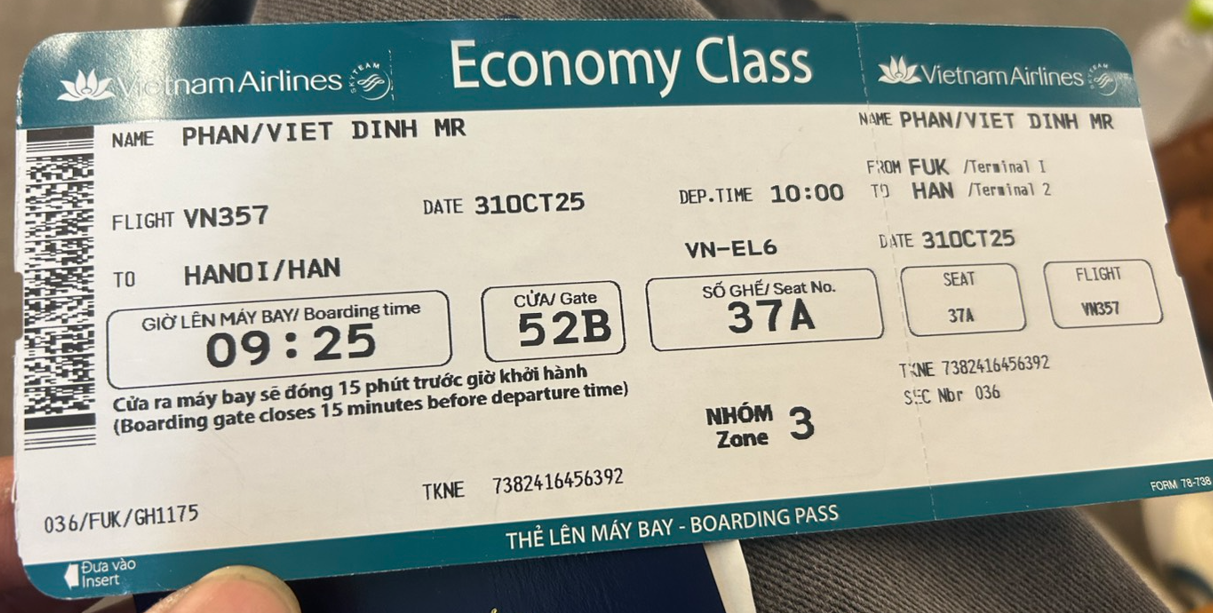 Vietnam Airlines SKYTEAM
Economy Class
Vietnam Airlines SKYTEAM
NAME PHAN/VIET DINH MR
FLIGHT VN357
DATE 31OCT25
DEP.TIME 10:00
TO HANOI/HAN
VN-EL6
GIỜ LÊN MÁY BAY/ Boarding time
09:25
CỬA/ Gate
52B
SỐ GHẾ/ Seat No.
37A
Cửa ra máy bay sẽ đóng 15 phút trước giờ khởi hành
(Boarding gate closes 15 minutes before departure time)
NHÓM
Zone 3
TKNE 7382416456392
036/FUK/GH1175
Đưa vào
Insert
THẺ LÊN MÁY BAY - BOARDING PASS
NAME PHAN/VIET DINH MR
FROM FUK /Terminal I
TO HAN /Terminal 2
DATE 31OCT25
SEAT
37A
FLIGHT
VN357
TKNE 7382416456392
SEC Nbr 036
FORM 78-738